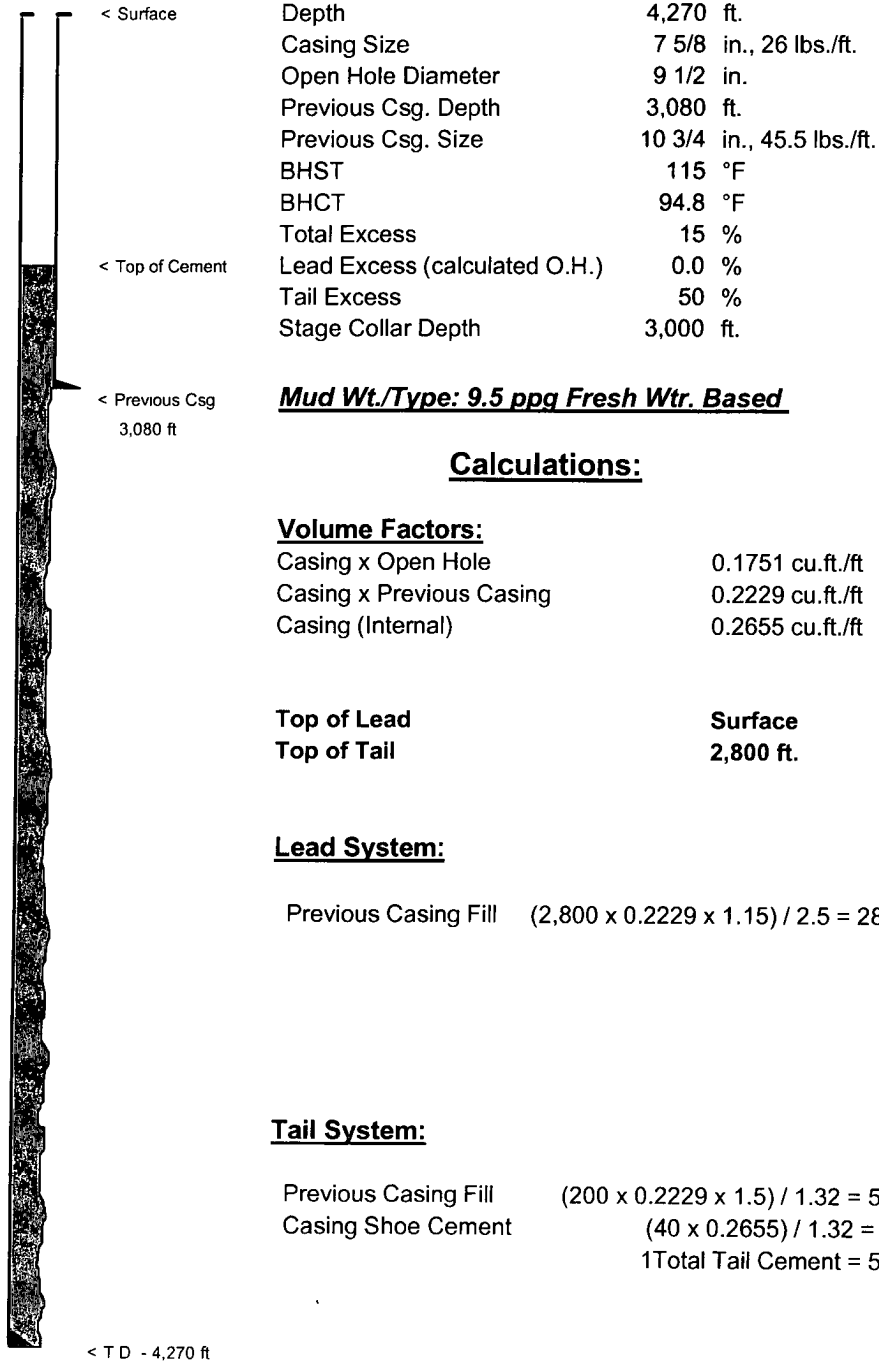 < Surface
Depth 4,270 ft.
Casing Size 7 5/8 in., 26 lbs./ft.
Open Hole Diameter 9 1/2 in.
Previous Csg. Depth 3,080 ft.
Previous Csg. Size 10 3/4 in., 45.5 lbs./ft.
BHST 115 °F
BHCT 94.8 °F
Total Excess 15 %
< Top of Cement
Lead Excess (calculated O.H.) 0.0 %
Tail Excess 50 %
Stage Collar Depth 3,000 ft.
< Previous Csg
3,080 ft
Mud Wt./Type: 9.5 ppg Fresh Wtr. Based
Calculations:
Volume Factors:
Casing x Open Hole 0.1751 cu.ft./ft
Casing x Previous Casing 0.2229 cu.ft./ft
Casing (Internal) 0.2655 cu.ft./ft
Top of Lead Surface
Top of Tail 2,800 ft.
Lead System:
Previous Casing Fill (2,800 x 0.2229 x 1.15) / 2.5 = 28
Tail System:
Previous Casing Fill (200 x 0.2229 x 1.5) / 1.32 = 5
Casing Shoe Cement (40 x 0.2655) / 1.32 =
1Total Tail Cement = 5
< T D - 4,270 ft